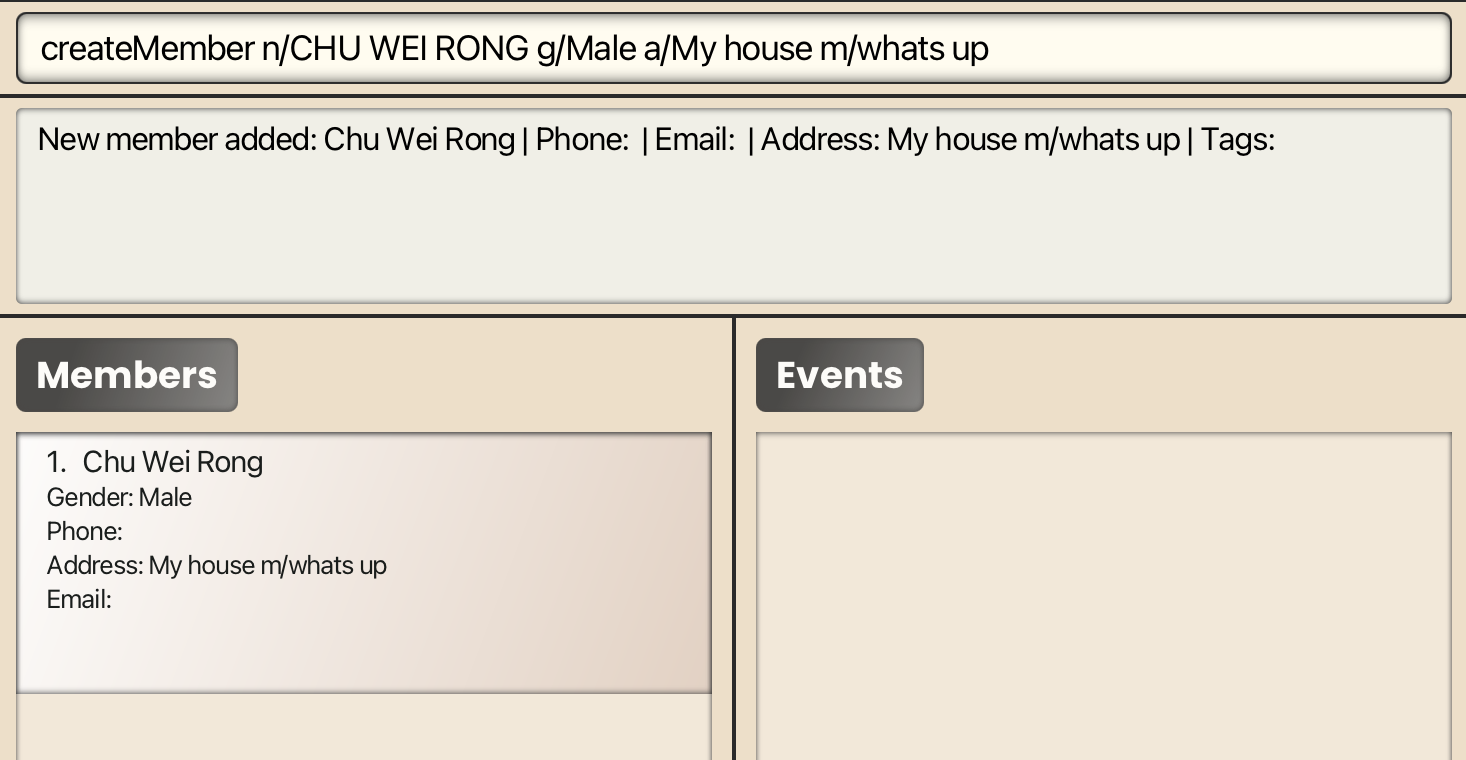 createMember n/CHU WEI RONG g/Male a/My house m/whats up
New member added: Chu Wei Rong | Phone:  | Email:  | Address: My house m/whats up | Tags:
Members
1. Chu Wei Rong
Gender: Male
Phone:
Address: My house m/whats up
Email:
Events